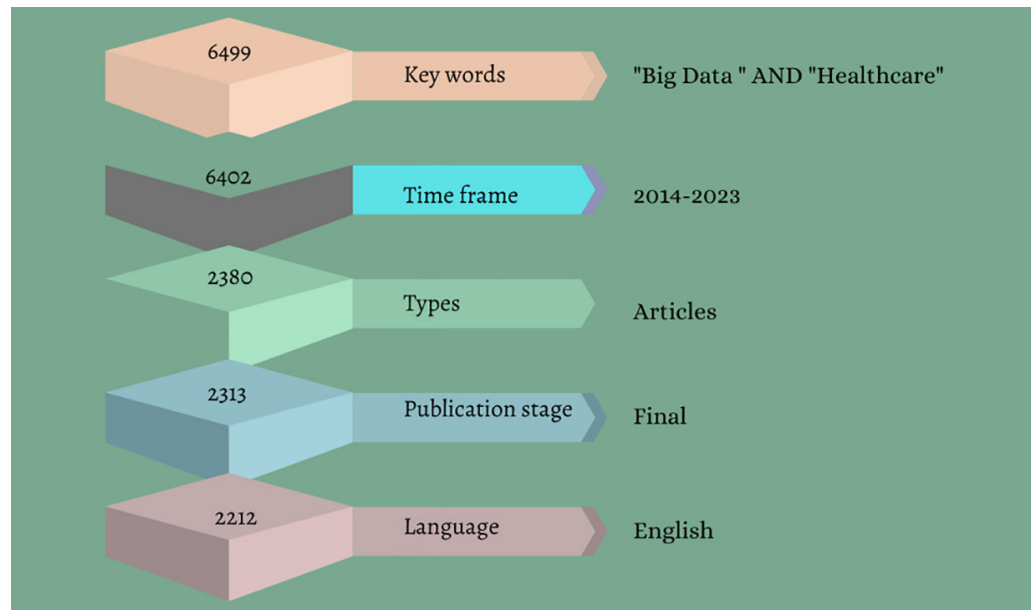 6499
Key words
"Big Data " AND "Healthcare"
6402
Time frame
2014-2023
2380
Types
Articles
2313
Publication stage
Final
2212
Language
English